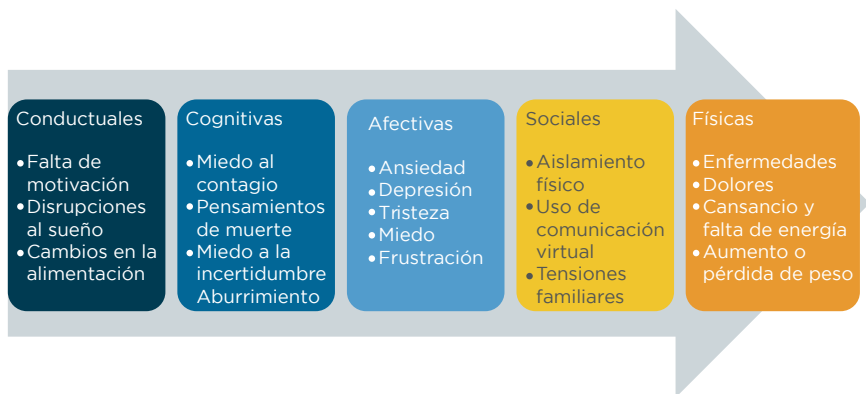 Conductuales
• Falta de
motivación
• Disrupciones
al sueño
• Cambios en la
alimentación
Cognitivas
• Miedo al
contagio
• Pensamientos
de muerte
• Miedo a la
incertidumbre
Aburrimiento
Afectivas
• Ansiedad
• Depresión
• Tristeza
• Miedo
• Frustración
Sociales
• Aislamiento
físico
• Uso de
comunicación
virtual
• Tensiones
familiares
Físicas
• Enfermedades
• Dolores
• Cansancio y
falta de energía
• Aumento o
pérdida de peso